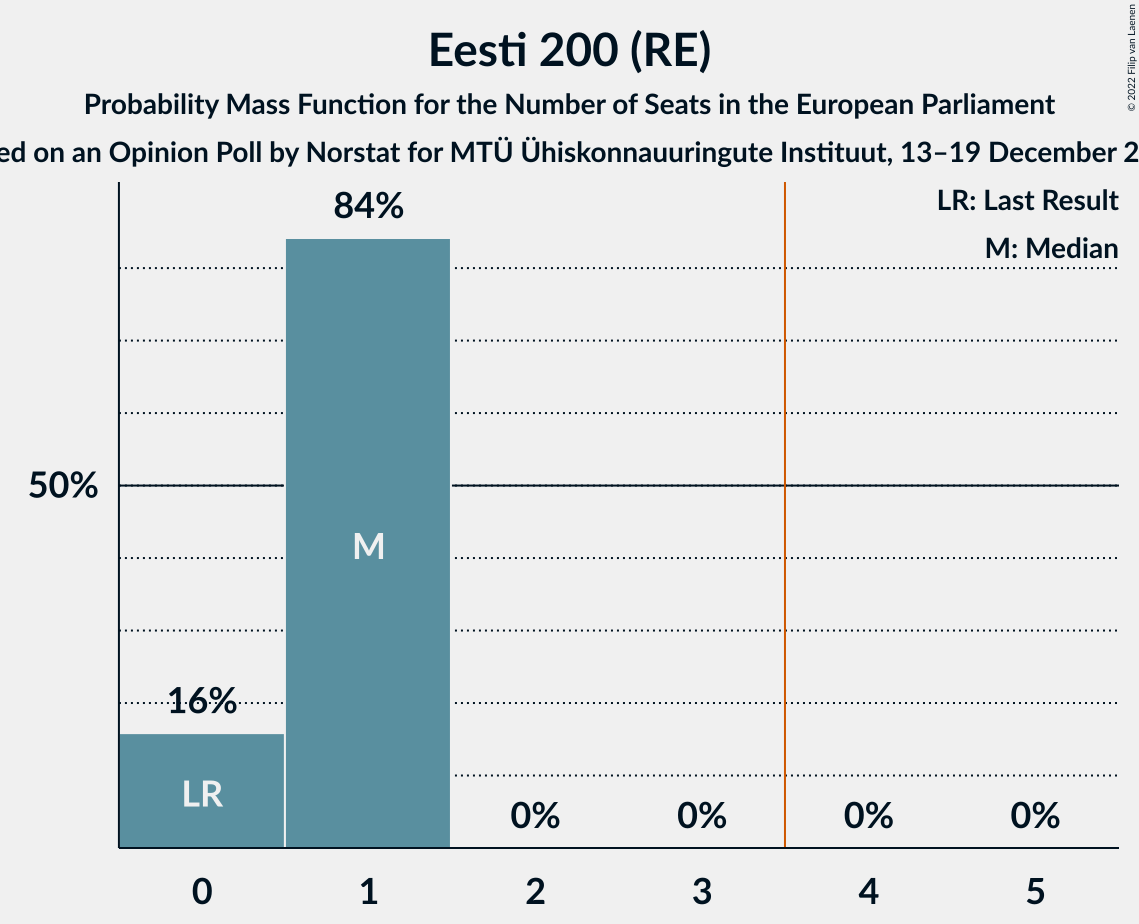 Eesti 200 (RE)
Probability Mass Function for the Number of Seats in the European Parliament
on an Opinion Poll by Norstat for MTÜ Ühiskonnauuringute Instituut, 13–19 December
© 2022 Filip van Laenen
LR: Last Result
M: Median
84%
50%
M
16%
LR
0% 0% 0% 0%
0 1 2 3 4 5